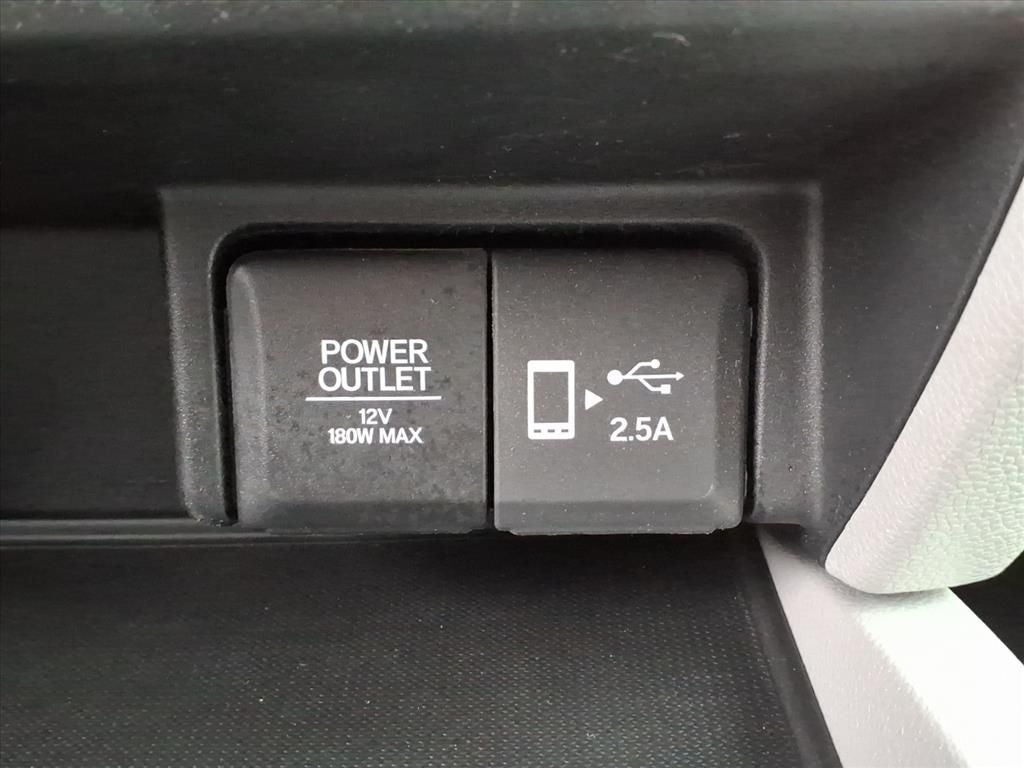 POWER
OUTLET
12V
180W MAX
2.5A